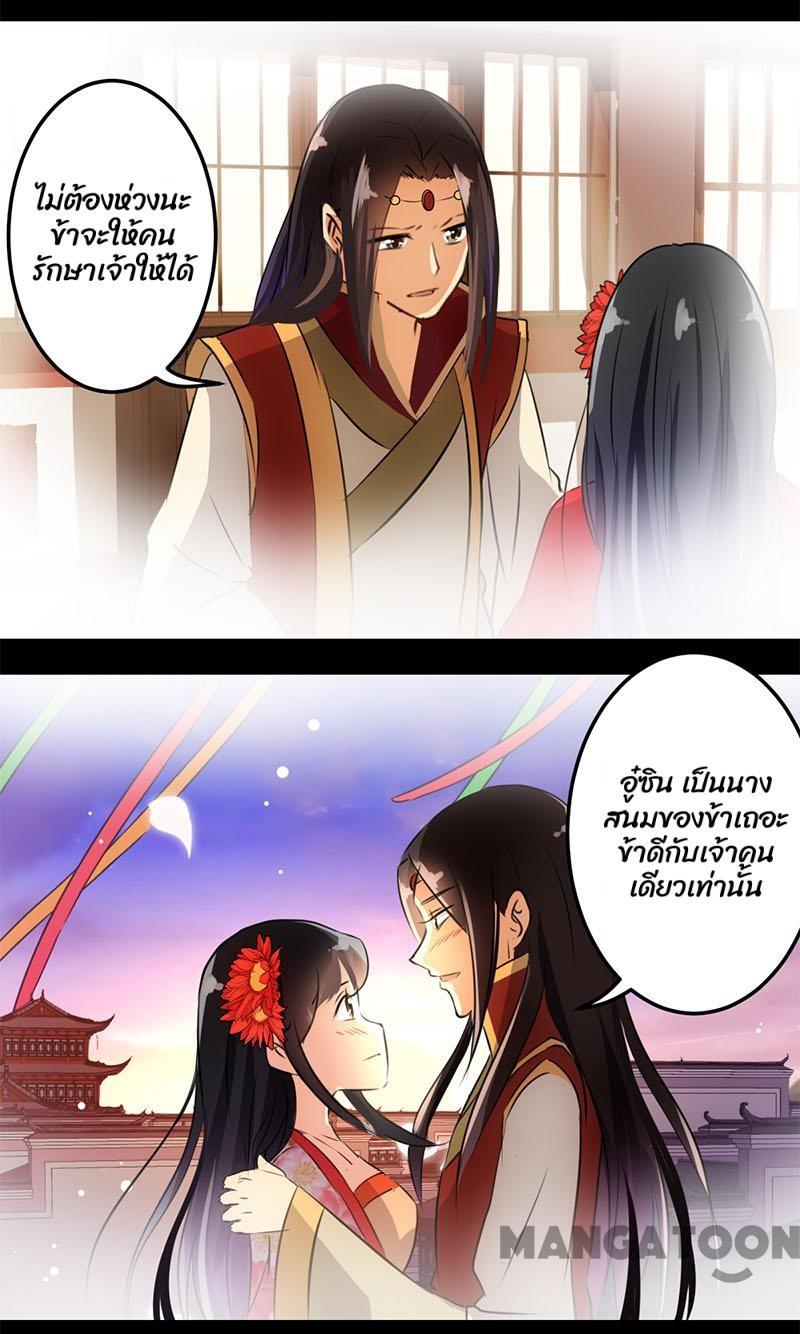 ไม่ต้องห่วงนะ
ข้าจะให้คน
รักษาเจ้าให้ได้
อู๋ซิน เป็นนาง
สนมของข้าเถอะ
ข้าดีกับเจ้าคน
เดียวเท่านั้น
MANGATOON